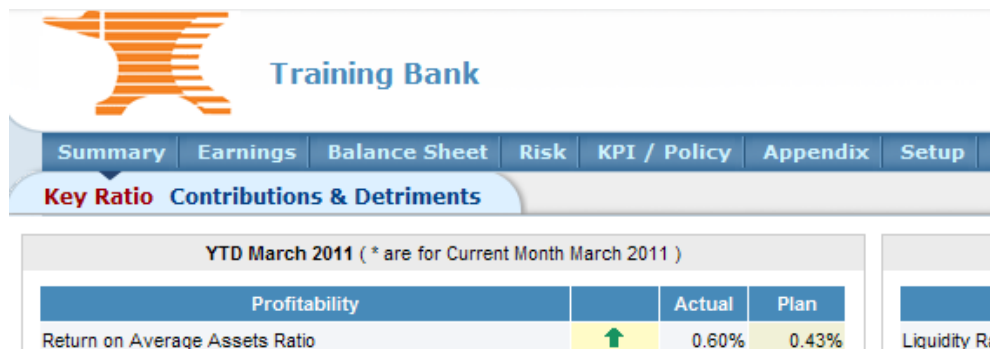 Training Bank
Summary Earnings Balance Sheet Risk KPI / Policy Appendix Setup
Key Ratio Contributions & Detriments
YTD March 2011 ( * are for Current Month March 2011 )
Profitability Actual Plan
Return on Average Assets Ratio 0.60% 0.43% Liquidity